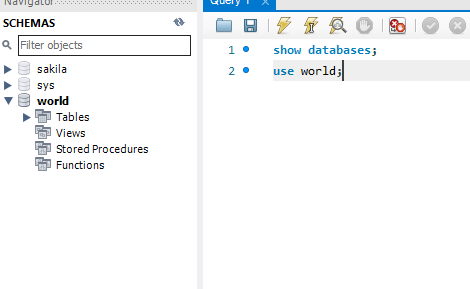 Navigator
SCHEMAS
Filter objects
sakila
sys
world
Tables
Views
Stored Procedures
Functions
Query 1
1 show databases;
2 use world;